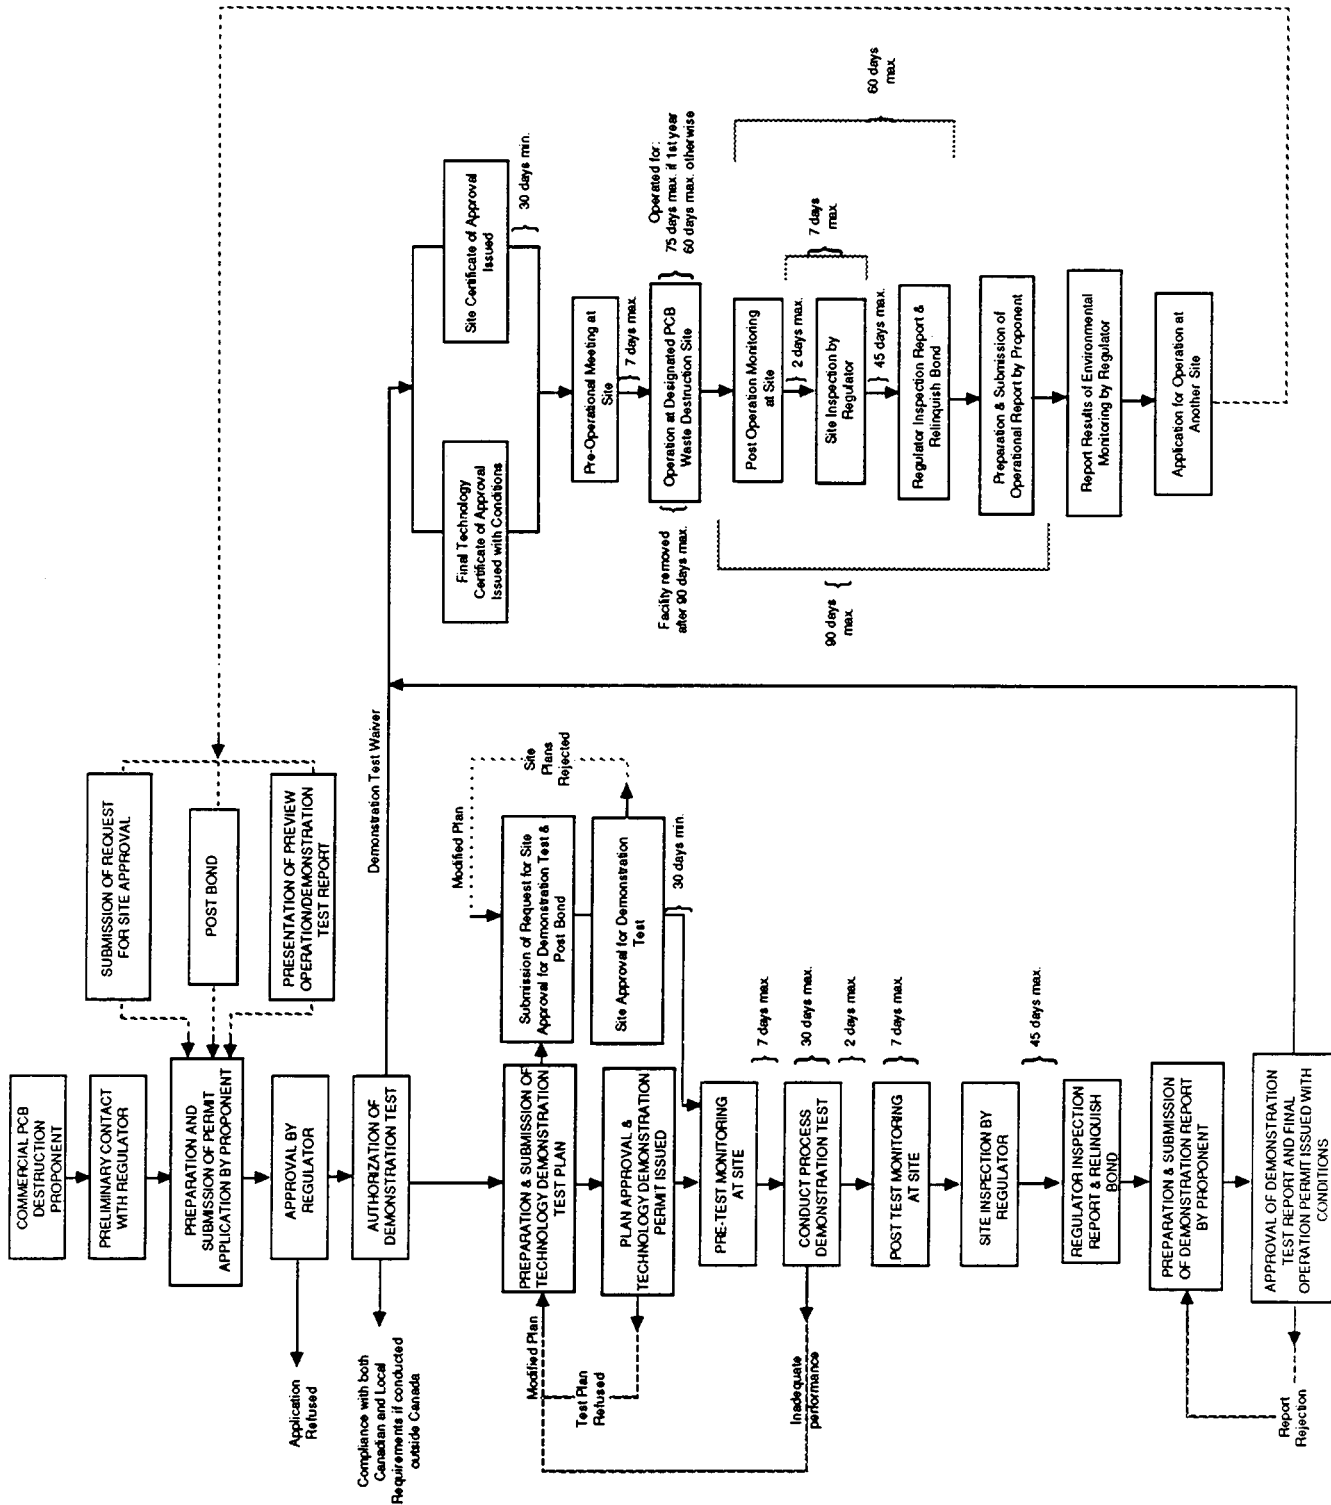 COMMERCIAL PCB
DESTRUCTION
PROPONENT
PRELIMINARY CONTACT
WITH REGULATOR
PREPARATION AND
SUBMISSION OF PERMIT
APPLICATION BY PROPONENT
SUBMISSION OF REQUEST
FOR SITE APPROVAL
POST BOND
PRESENTATION OF PREVIEW
OPERATION/DEMONSTRATION
TEST REPORT
APPROVAL BY
REGULATOR
Application
Refused
AUTHORIZATION OF
DEMONSTRATION TEST
Compliance with both
Canadian and Local
Requirements if conducted
outside Canada
Demonstration Test Waiver
PREPARATION & SUBMISSION OF
TECHNOLOGY DEMONSTRATION
TEST PLAN
Modified Plan
Test Plan
Refused
PLAN APPROVAL &
TECHNOLOGY DEMONSTRATION
PERMIT ISSUED
Modified Plan
Submission of Request for Site
Approval for Demonstration Test &
Post Bond
Site
Plans
Rejected
Site Approval for Demonstration
Test
30 days min.
PRE-TEST MONITORING
AT SITE
7 days max.
CONDUCT PROCESS
DEMONSTRATION TEST
30 days max.
Inadequate
performance
2 days max.
POST TEST MONITORING
AT SITE
7 days max.
SITE INSPECTION BY
REGULATOR
45 days max.
REGULATOR INSPECTION
REPORT & RELINQUISH
BOND
PREPARATION & SUBMISSION
OF DEMONSTRATION REPORT
BY PROPONENT
Report
Rejection
APPROVAL OF DEMONSTRATION
TEST REPORT AND FINAL
OPERATION PERMIT ISSUED WITH
CONDITIONS
Final Technology
Certificate of Approval
Issued with Conditions
Site Certificate of Approval
Issued
30 days min.
Pre-Operational Meeting at
Site
7 days max.
Operation at Designated PCB
Waste Destruction Site
Facility removed
after 90 days max.
Operated for:
75 days max. if 1st year
60 days max. otherwise
Post Operation Monitoring
at Site
2 days max.
Site Inspection by
Regulator
7 days
max.
45 days max.
Regulator Inspection Report &
Relinquish Bond
60 days
max.
Preparation & Submission of
Operational Report by Proponent
90 days
max.
Report Results of Environmental
Monitoring by Regulator
Application for Operation at
Another Site